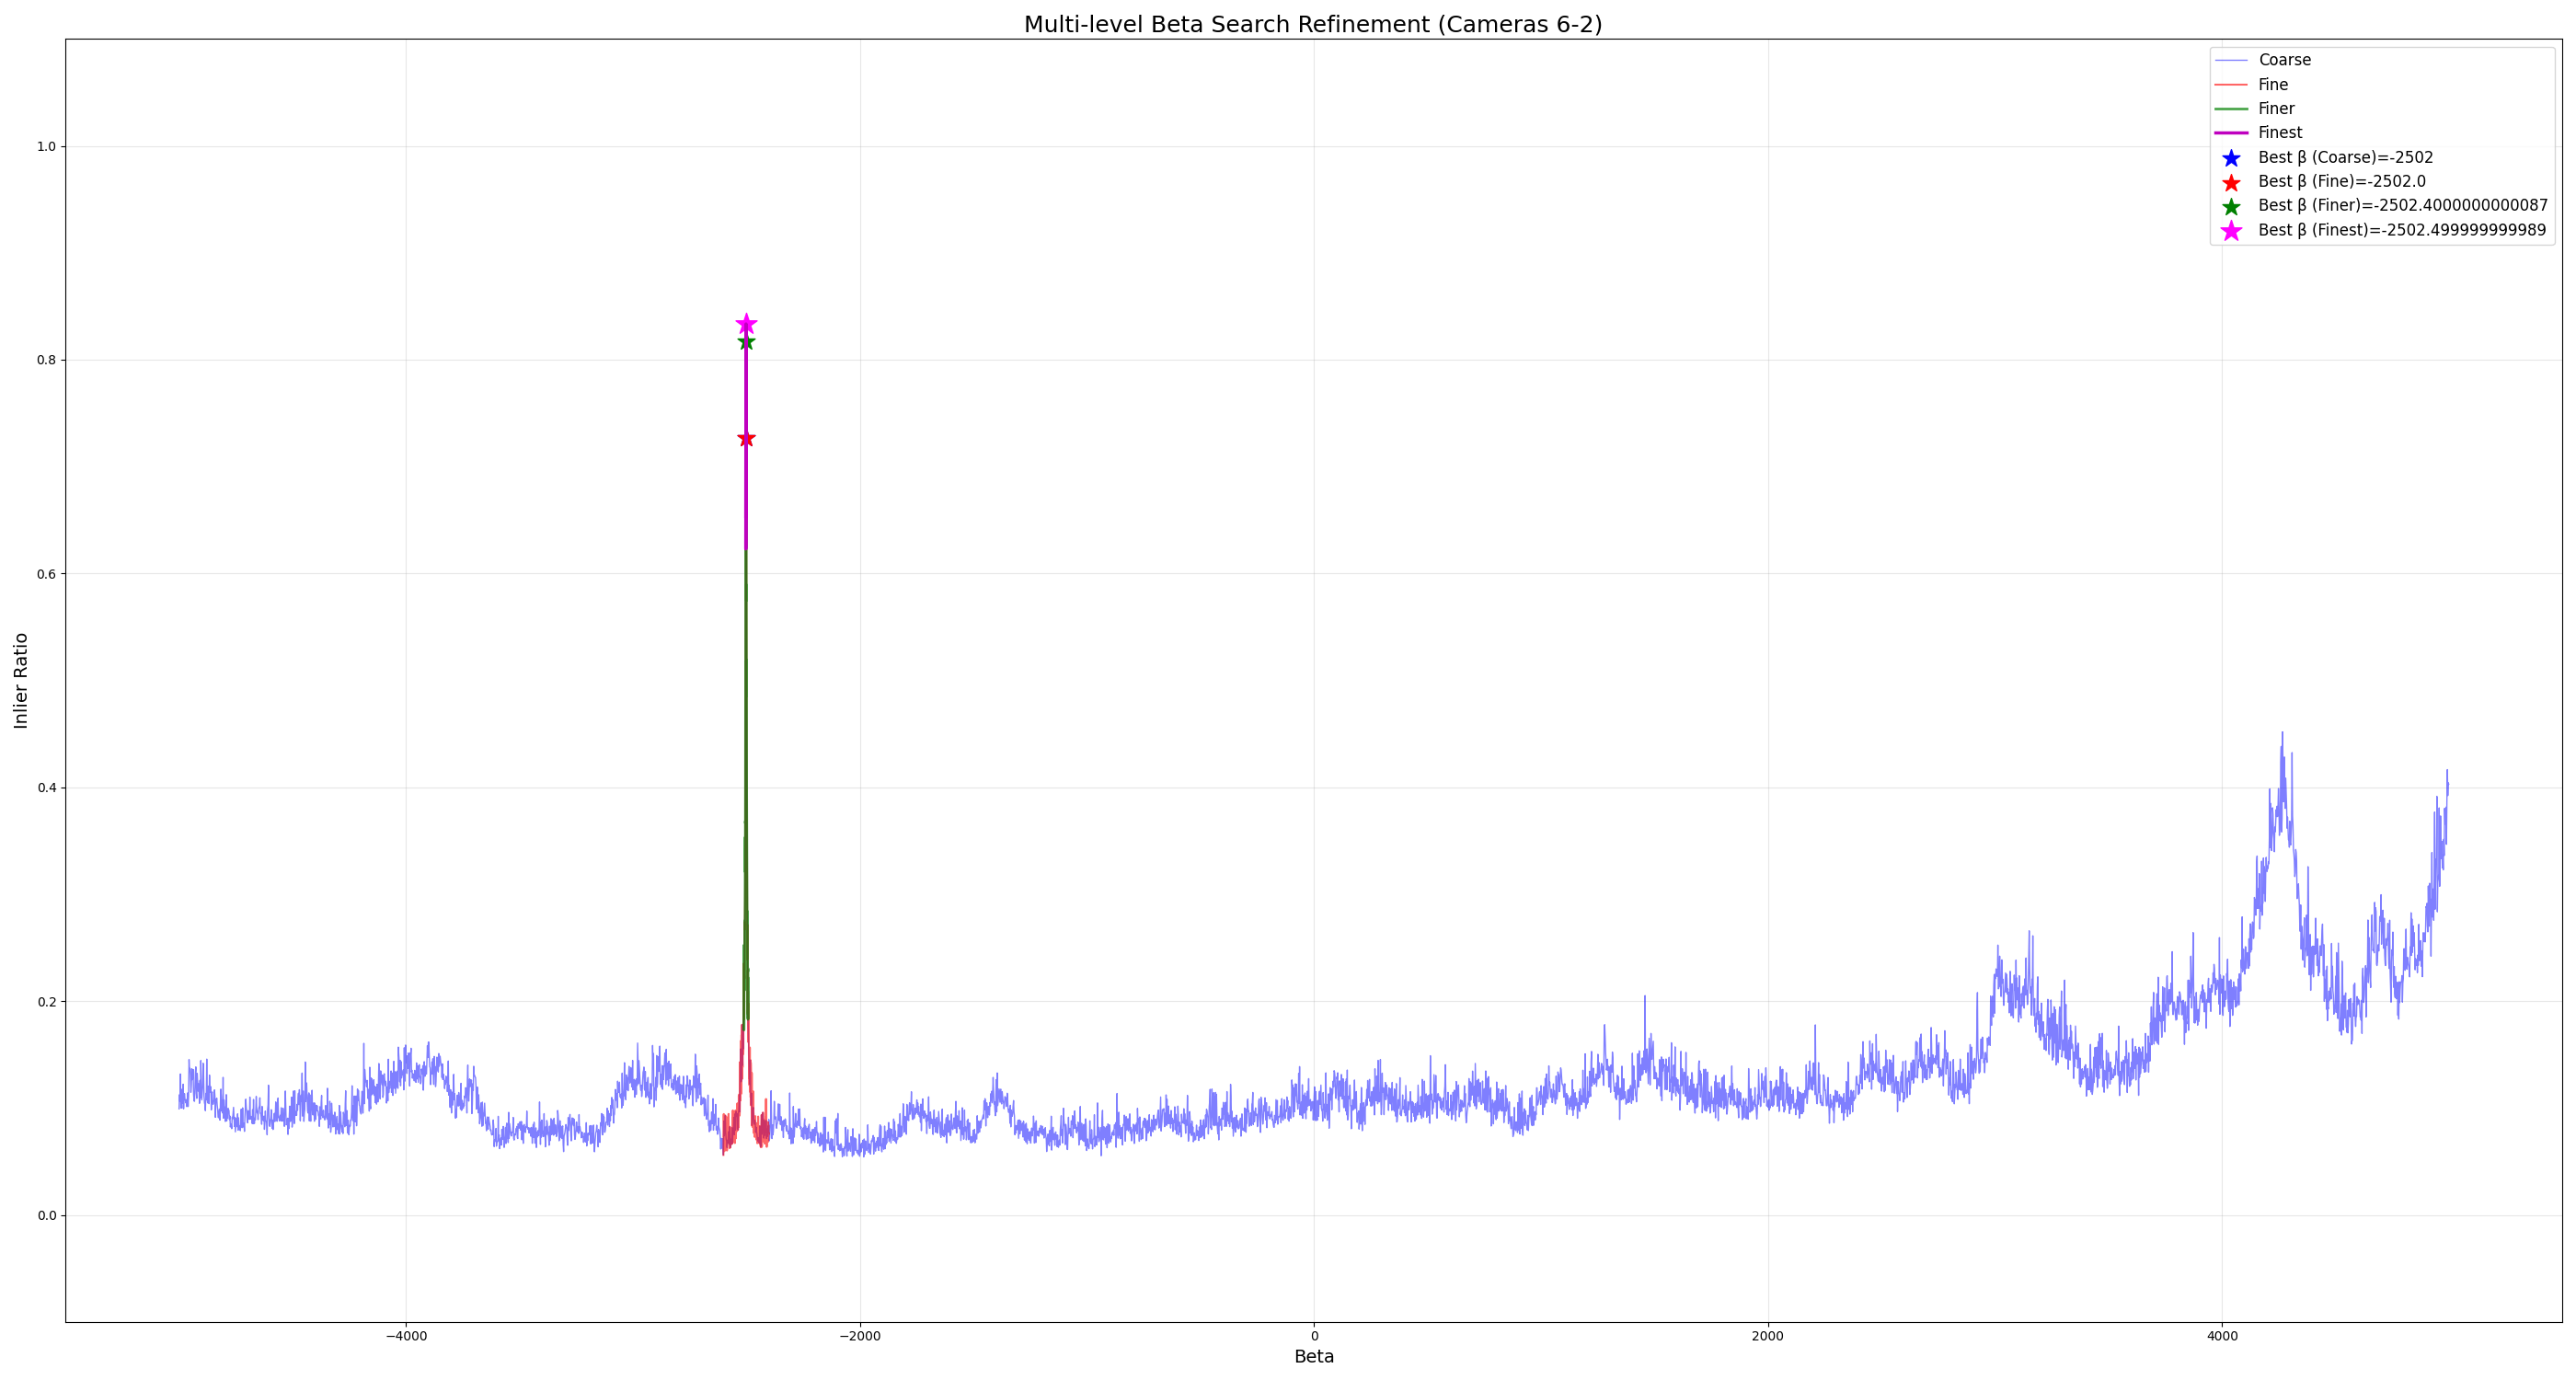 Multi-level Beta Search Refinement (Cameras 6-2)
Coarse
Fine
Finer
Finest
Best β (Coarse)=-2502
Best β (Fine)=-2502.0
Best β (Finer)=-2502.4000000000087
Best β (Finest)=-2502.499999999989
1.0
0.8
0.6
0.4
0.2
0.0
Inlier Ratio
−4000
−2000
0
2000
4000
Beta